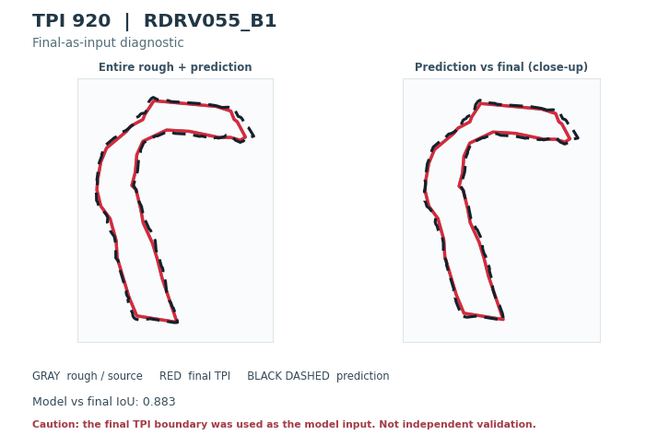 TPI 920 | RDRV055_B1
Final-as-input diagnostic
Entire rough + prediction
Prediction vs final (close-up)
GRAY rough / source RED final TPI BLACK DASHED prediction
Model vs final IoU: 0.883
Caution: the final TPI boundary was used as the model input. Not independent validation.